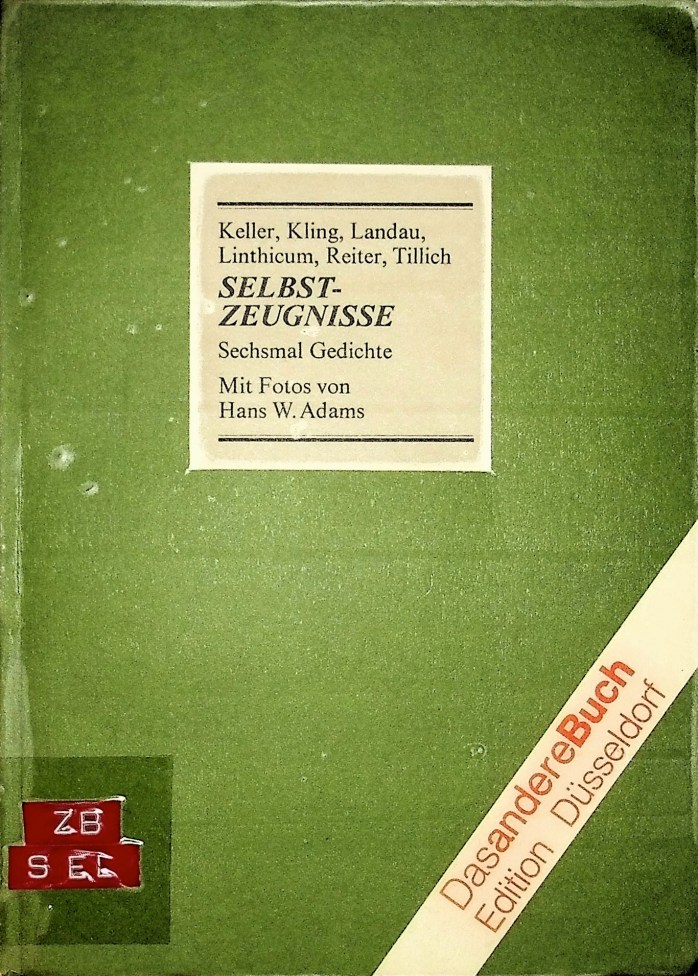 Keller, Kling, Landau,
Linthicum, Reiter, Tillich
SELBST-
ZEUGNISSE
Sechsmal Gedichte
Mit Fotos von
Hans W. Adams
DasandereBuch
Edition Düsseldorf
ZB
SEL